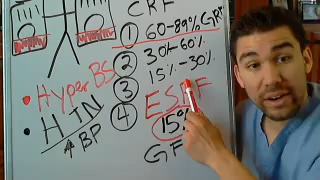 CRF
① 60-89% GFR
② 30%-60%
③ 15%-30%
ESRF
④ 15%
GF
• Hyper BS
• HTN
↑BP